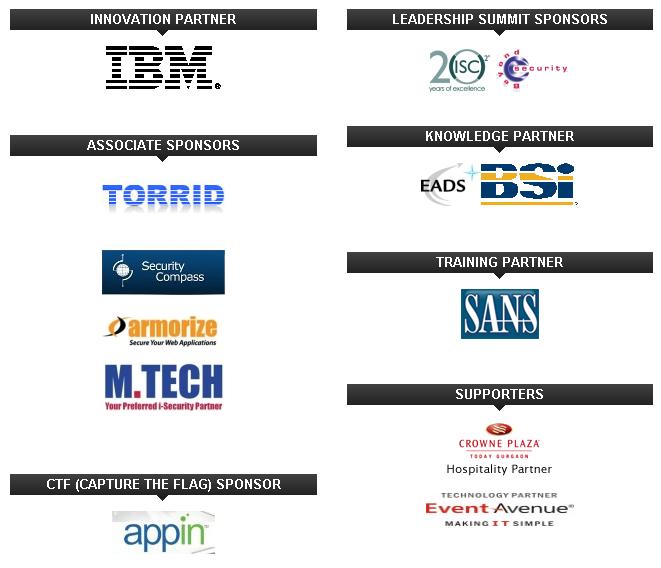 INNOVATION PARTNER
IBM®
ASSOCIATE SPONSORS
TORRID
Security
Compass
armorize
Secure Your Web Applications
M.TECH
Your Preferred i-Security Partner
CTF (CAPTURE THE FLAG) SPONSOR
appin™
LEADERSHIP SUMMIT SPONSORS
20 (ISC)²
years of excellence
beyond security
KNOWLEDGE PARTNER
EADS
BSi
TRAINING PARTNER
SANS
SUPPORTERS
CROWNE PLAZA
TODAY GURGAON
Hospitality Partner
TECHNOLOGY PARTNER
Event Avenue®
MAKING IT SIMPLE